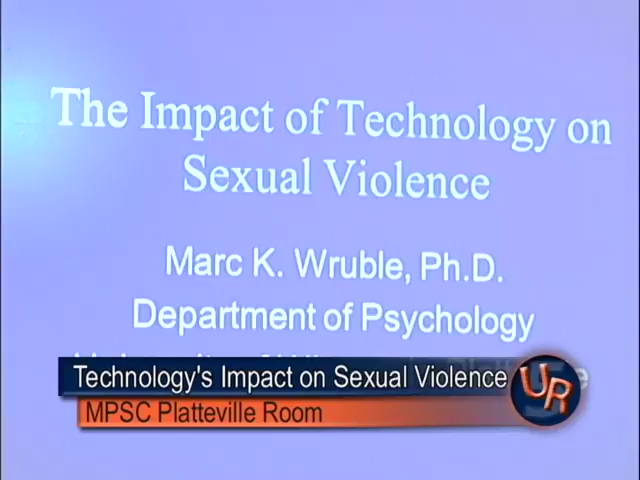 The Impact of Technology on
Sexual Violence
Marc K. Wruble, Ph.D.
Department of Psychology
Technology's Impact on Sexual Violence
UR
MPSC Platteville Room